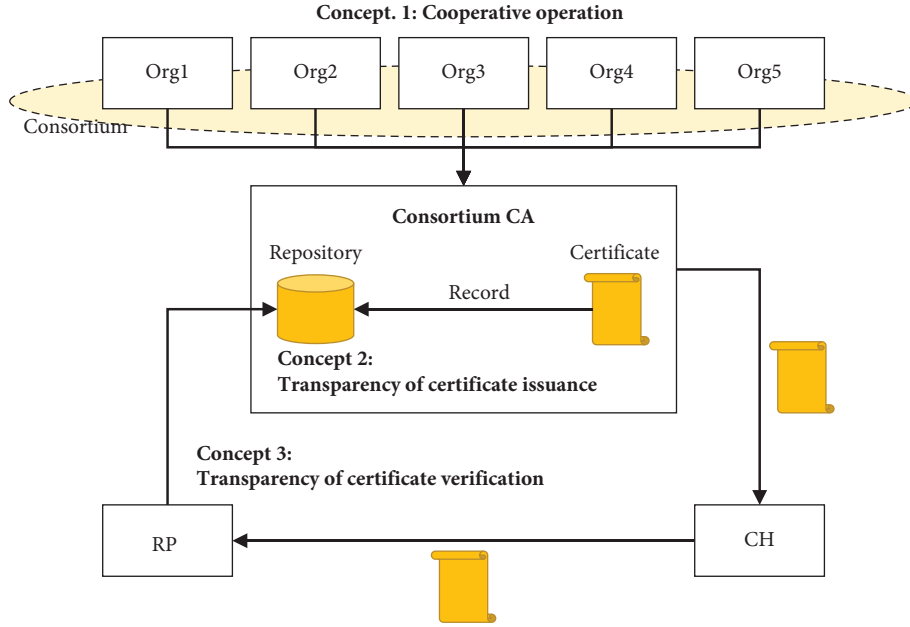 Concept. 1: Cooperative operation
Org1
Org2
Org3
Org4
Org5
Consortium
Consortium CA
Repository
Certificate
Record
Concept 2:
Transparency of certificate issuance
Concept 3:
Transparency of certificate verification
RP
CH